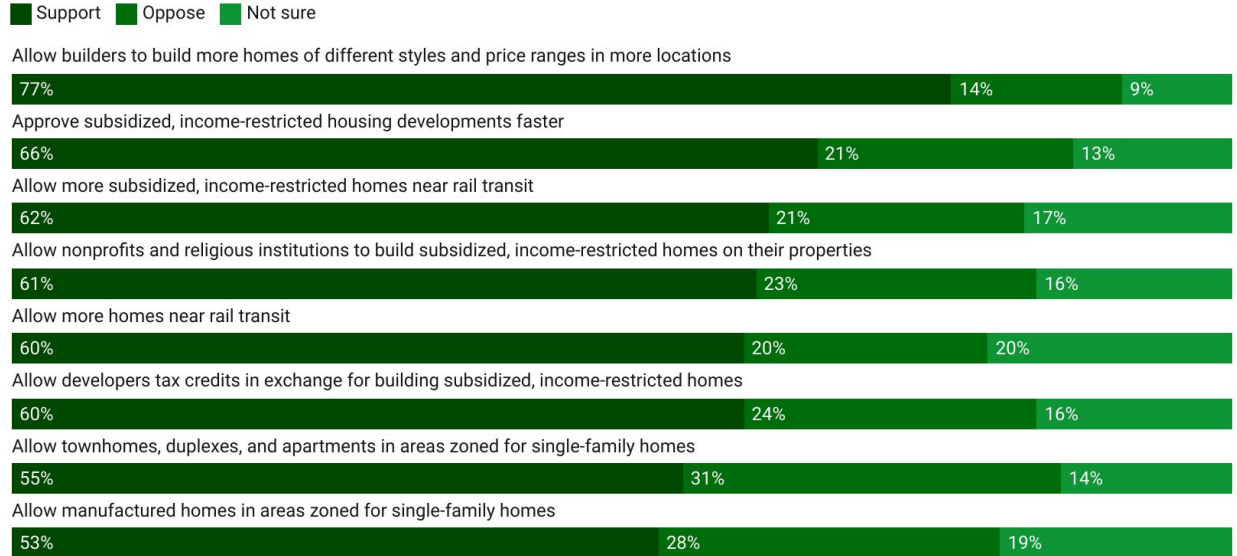 Support Oppose Not sure
Allow builders to build more homes of different styles and price ranges in more locations
77% 14% 9%
Approve subsidized, income-restricted housing developments faster
66% 21% 13%
Allow more subsidized, income-restricted homes near rail transit
62% 21% 17%
Allow nonprofits and religious institutions to build subsidized, income-restricted homes on their properties
61% 23% 16%
Allow more homes near rail transit
60% 20% 20%
Allow developers tax credits in exchange for building subsidized, income-restricted homes
60% 24% 16%
Allow townhomes, duplexes, and apartments in areas zoned for single-family homes
55% 31% 14%
Allow manufactured homes in areas zoned for single-family homes
53% 28% 19%